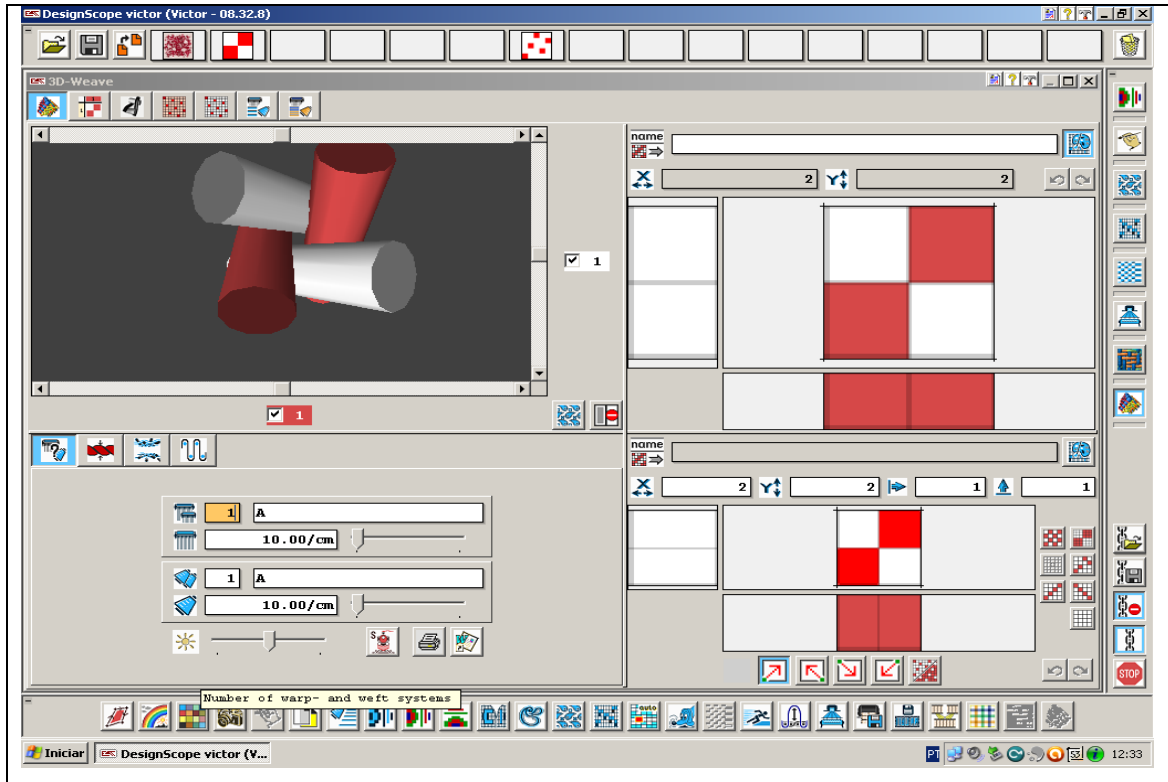 DesignScope victor (Victor - 08.32.8)
3D-Weave
name
X 2 Y 2
1
1
name
X 2 Y 2 1 1
1 A
10.00/cm
1 A
10.00/cm
S
Number of warp- and weft systems
auto
STOP
Iniciar
DesignScope victor (V...
PT
12:33